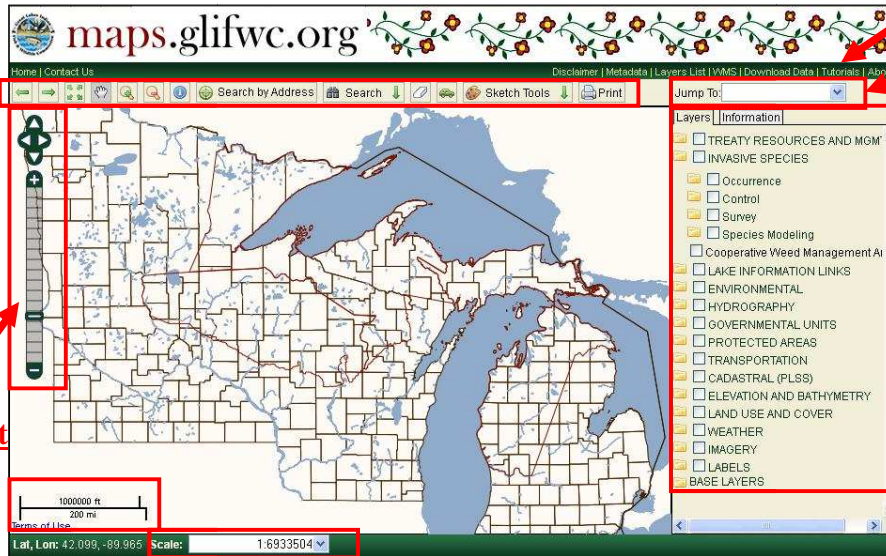 maps.glifwc.org
Home | Contact Us
Disclaimer | Metadata | Layers List | WMS | Download Data | Tutorials | Abo
Search by Address Search Sketch Tools Print
Jump To:
Layers Information
TREATY RESOURCES AND MGMT
INVASIVE SPECIES
Occurrence
Control
Survey
Species Modeling
Cooperative Weed Management Ar
LAKE INFORMATION LINKS
ENVIRONMENTAL
HYDROGRAPHY
GOVERNMENTAL UNITS
PROTECTED AREAS
TRANSPORTATION
CADASTRAL (PLSS)
ELEVATION AND BATHYMETRY
LAND USE AND COVER
WEATHER
IMAGERY
LABELS
BASE LAYERS
t
1000000 ft
200 mi
Terms of Use
Lat, Lon: 42.099, -89.965 Scale: 1:6933504